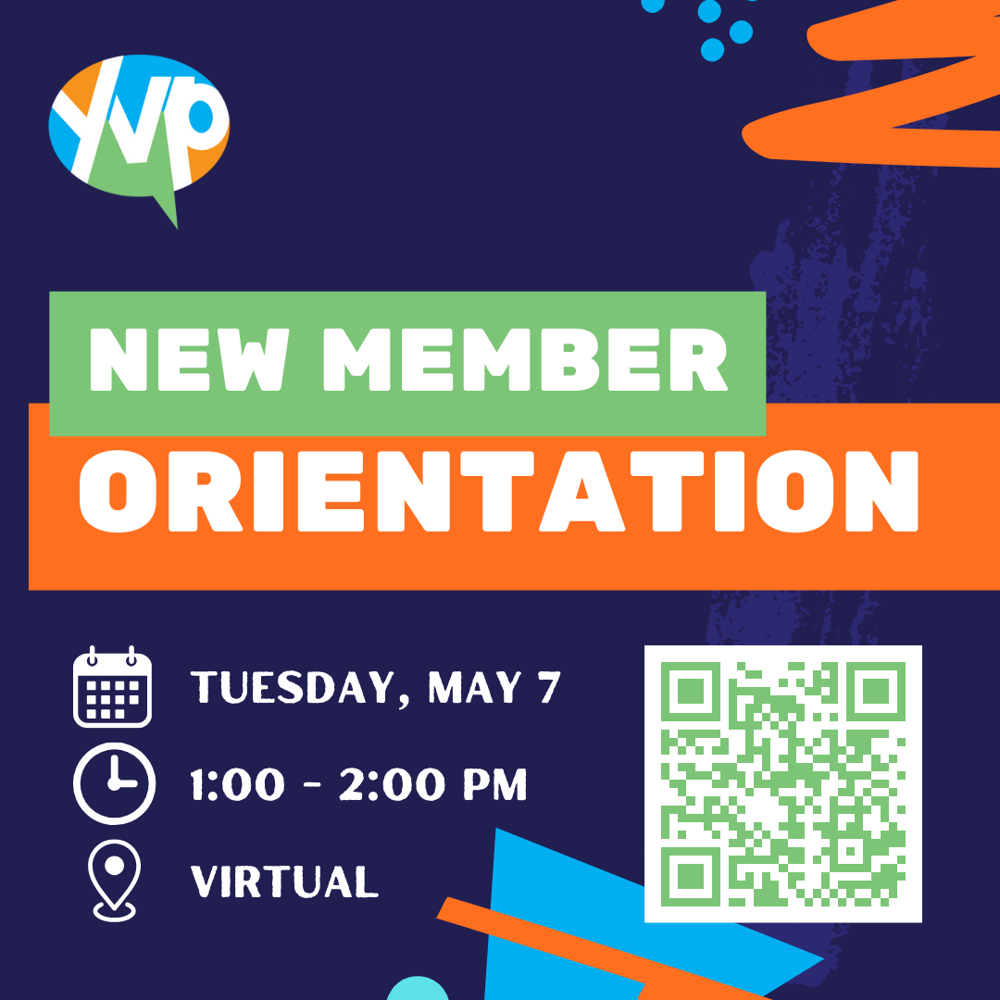 YVP
NEW MEMBER
ORIENTATION
TUESDAY, MAY 7
1:00 - 2:00 PM
VIRTUAL